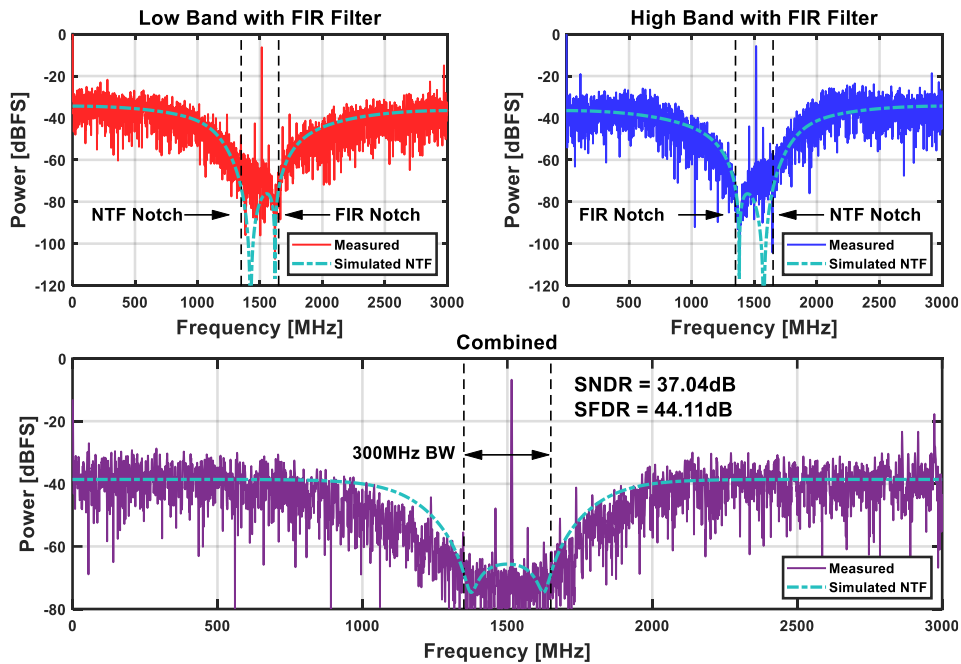 Low Band with FIR Filter
Power [dBFS]
0
-20
-40
-60
-80
-100
-120
NTF Notch
FIR Notch
Measured
Simulated NTF
0 500 1000 1500 2000 2500 3000
Frequency [MHz]
High Band with FIR Filter
Power [dBFS]
0
-20
-40
-60
-80
-100
-120
FIR Notch
NTF Notch
Measured
Simulated NTF
0 500 1000 1500 2000 2500 3000
Frequency [MHz]
Combined
Power [dBFS]
0
-20
-40
-60
-80
SNDR = 37.04dB
SFDR = 44.11dB
300MHz BW
Measured
Simulated NTF
0 500 1000 1500 2000 2500 3000
Frequency [MHz]